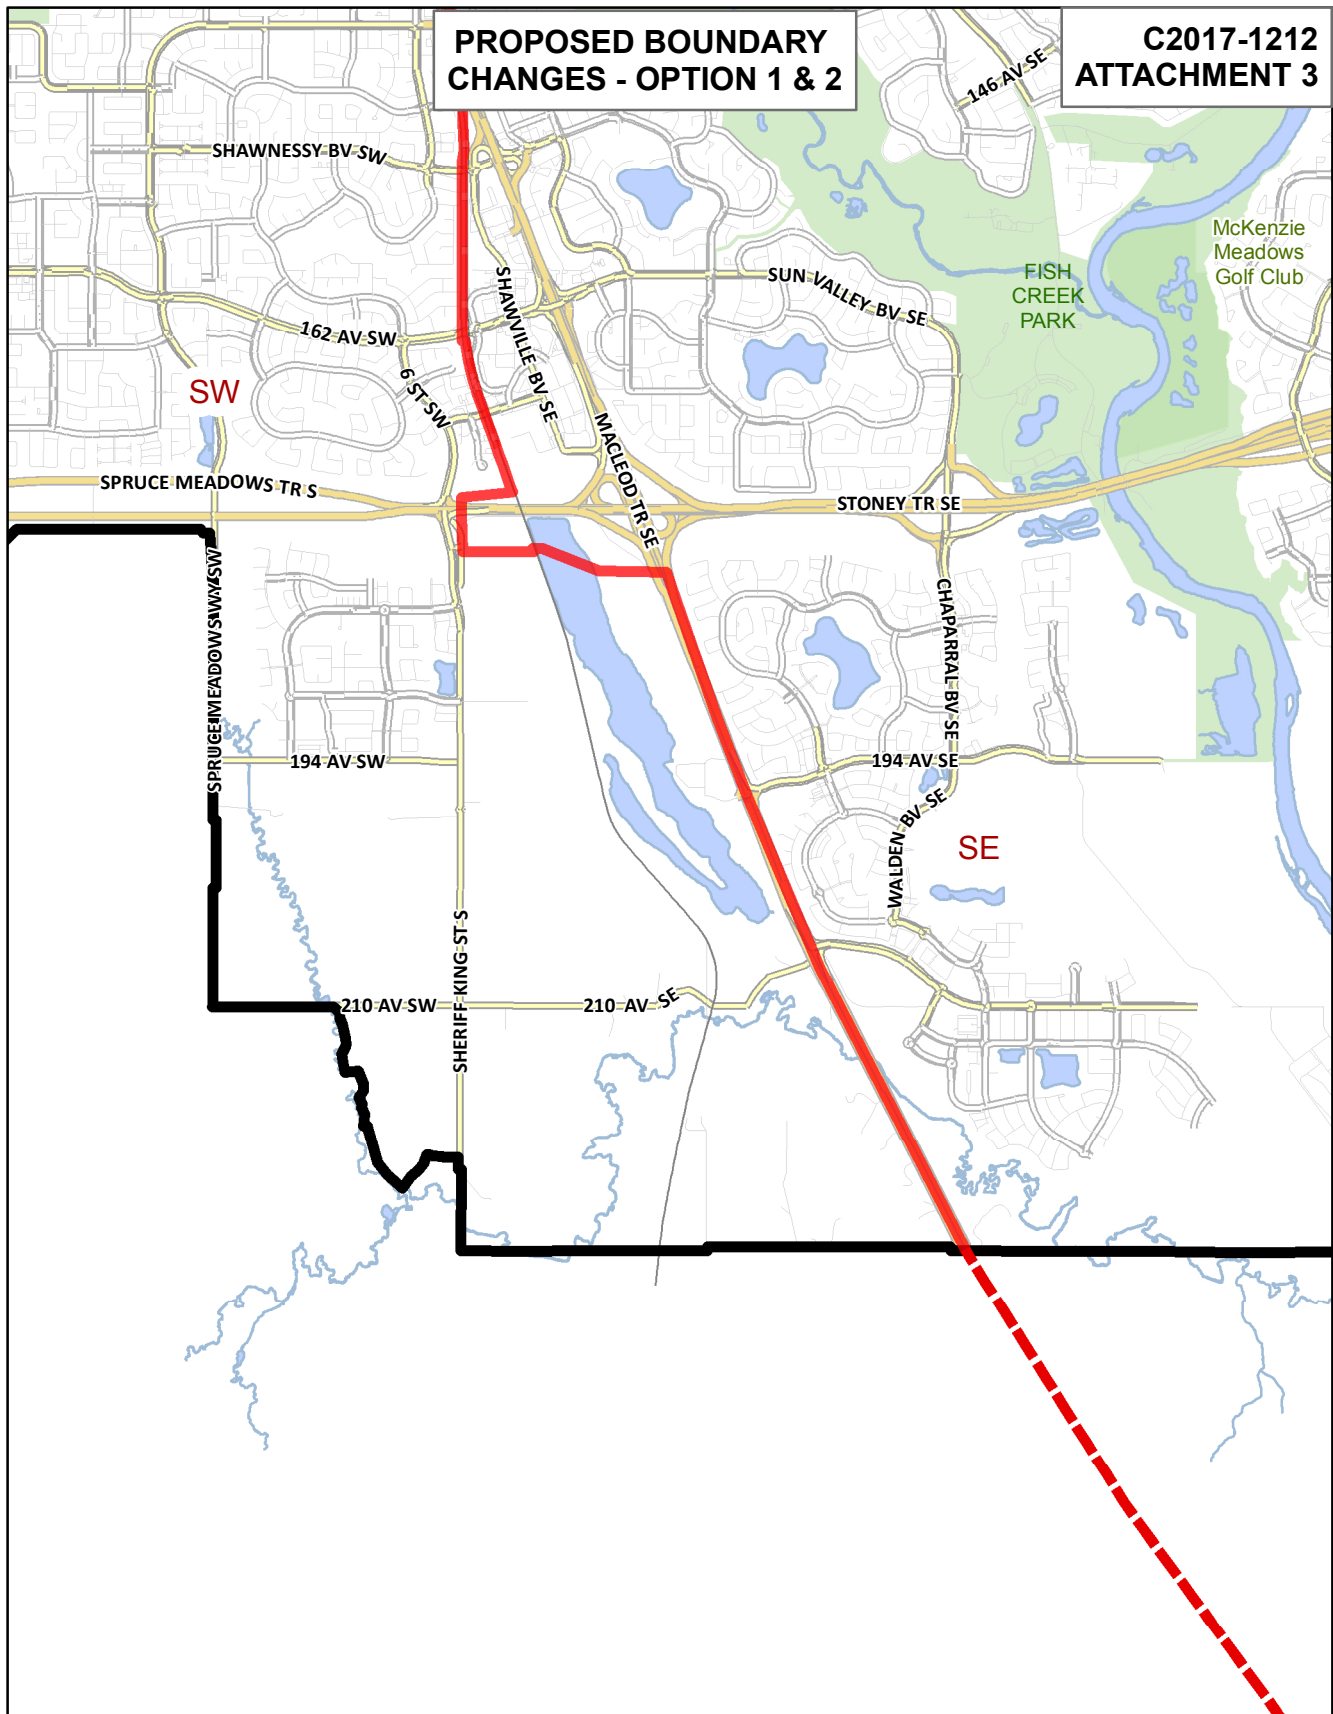 PROPOSED BOUNDARY
CHANGES - OPTION 1 & 2
C2017-1212
ATTACHMENT 3
146 AV SE
SHAWNESSY BV SW
McKenzie
Meadows
Golf Club
FISH
CREEK
PARK
SUN VALLEY BV SE
SHAWVILLE BV SE
162 AV SW
6 ST SW
SW
MACLEOD TR SE
SPRUCE MEADOWS TR S
STONEY TR SE
SPRUCE MEADOWS WY SW
CHAPARRAL BV SE
194 AV SW
194 AV SE
WALDEN BV SE
SE
SHERIFF KING ST S
210 AV SW
210 AV SE